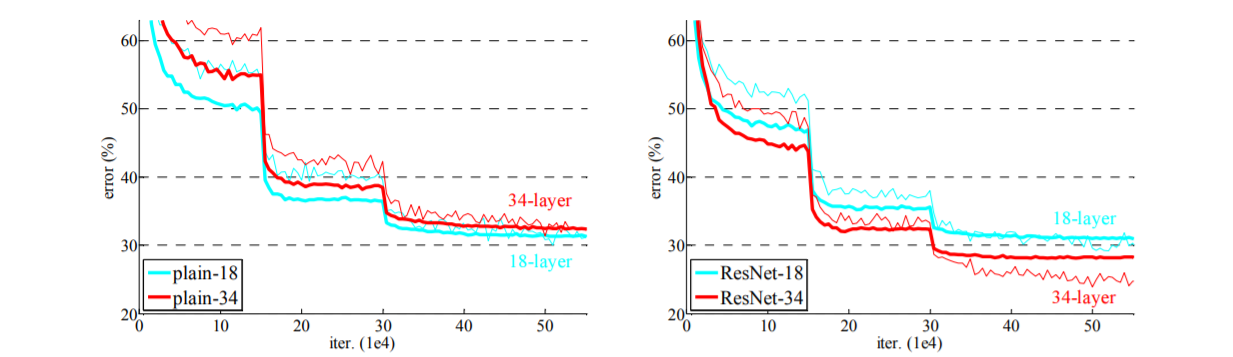 60
50
40
30
20
error (%)
0
10
20
30
40
50
iter. (1e4)
34-layer
18-layer
plain-18
plain-34
60
50
40
30
20
error (%)
0
10
20
30
40
50
iter. (1e4)
18-layer
34-layer
ResNet-18
ResNet-34